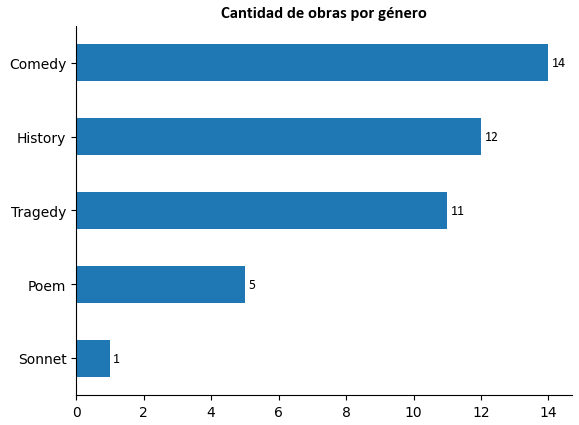 Cantidad de obras por género
Comedy 14
History 12
Tragedy 11
Poem 5
Sonnet 1
0 2 4 6 8 10 12 14